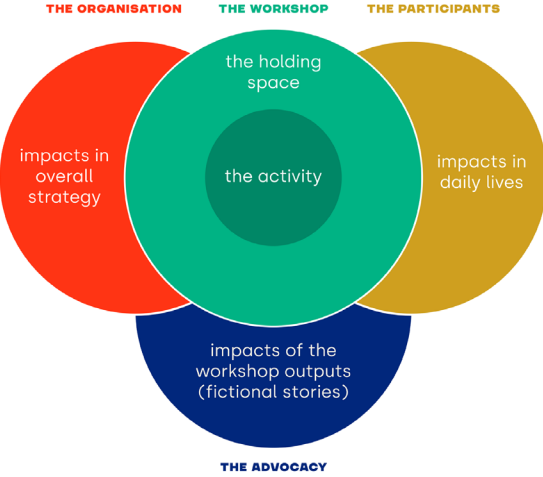 THE ORGANISATION
THE WORKSHOP
THE PARTICIPANTS
the holding
space
impacts in
overall
strategy
the activity
impacts in
daily lives
impacts of the
workshop outputs
(fictional stories)
THE ADVOCACY